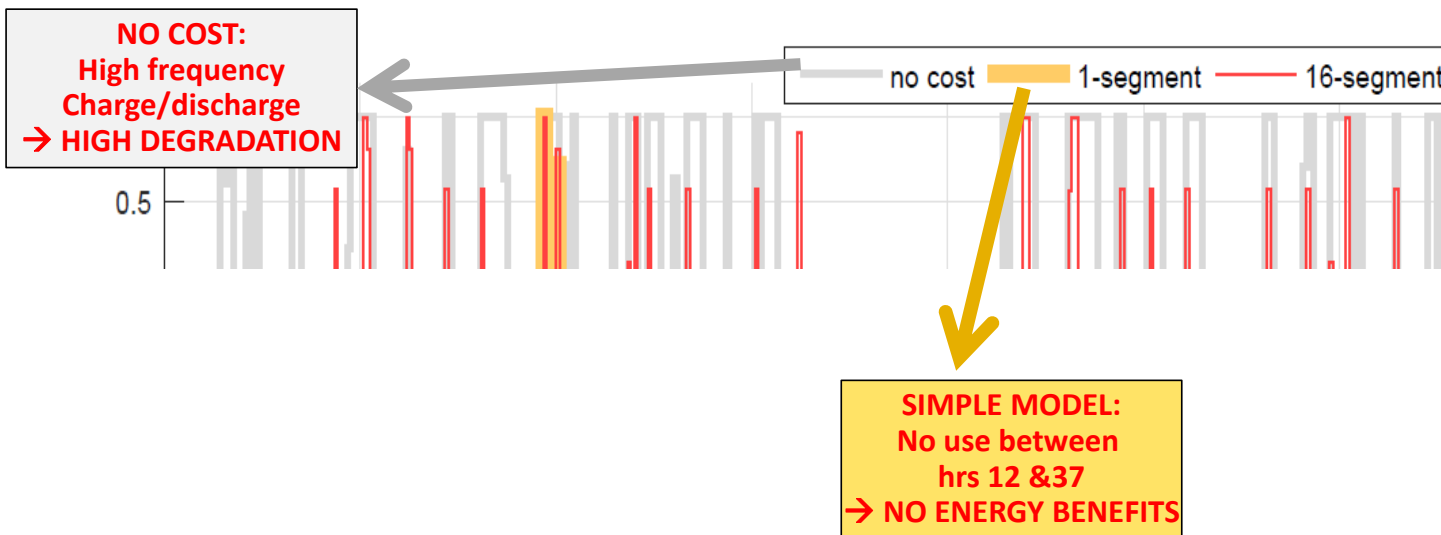 NO COST:
High frequency
Charge/discharge
→ HIGH DEGRADATION
no cost 1-segment 16-segment
0.5
SIMPLE MODEL:
No use between
hrs 12 &37
→ NO ENERGY BENEFITS